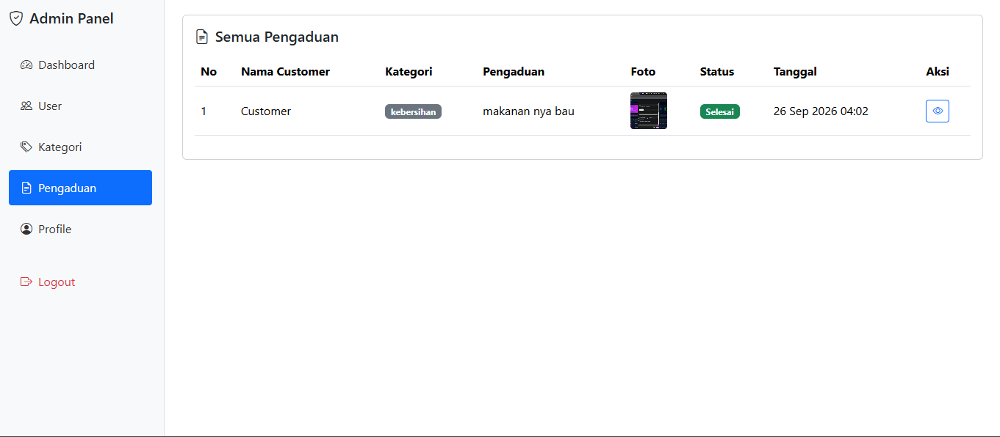 Admin Panel
Dashboard
User
Kategori
Pengaduan
Profile
Logout
Semua Pengaduan
No Nama Customer Kategori Pengaduan Foto Status Tanggal Aksi
1 Customer kebersihan makanan nya bau Selesai 26 Sep 2026 04:02